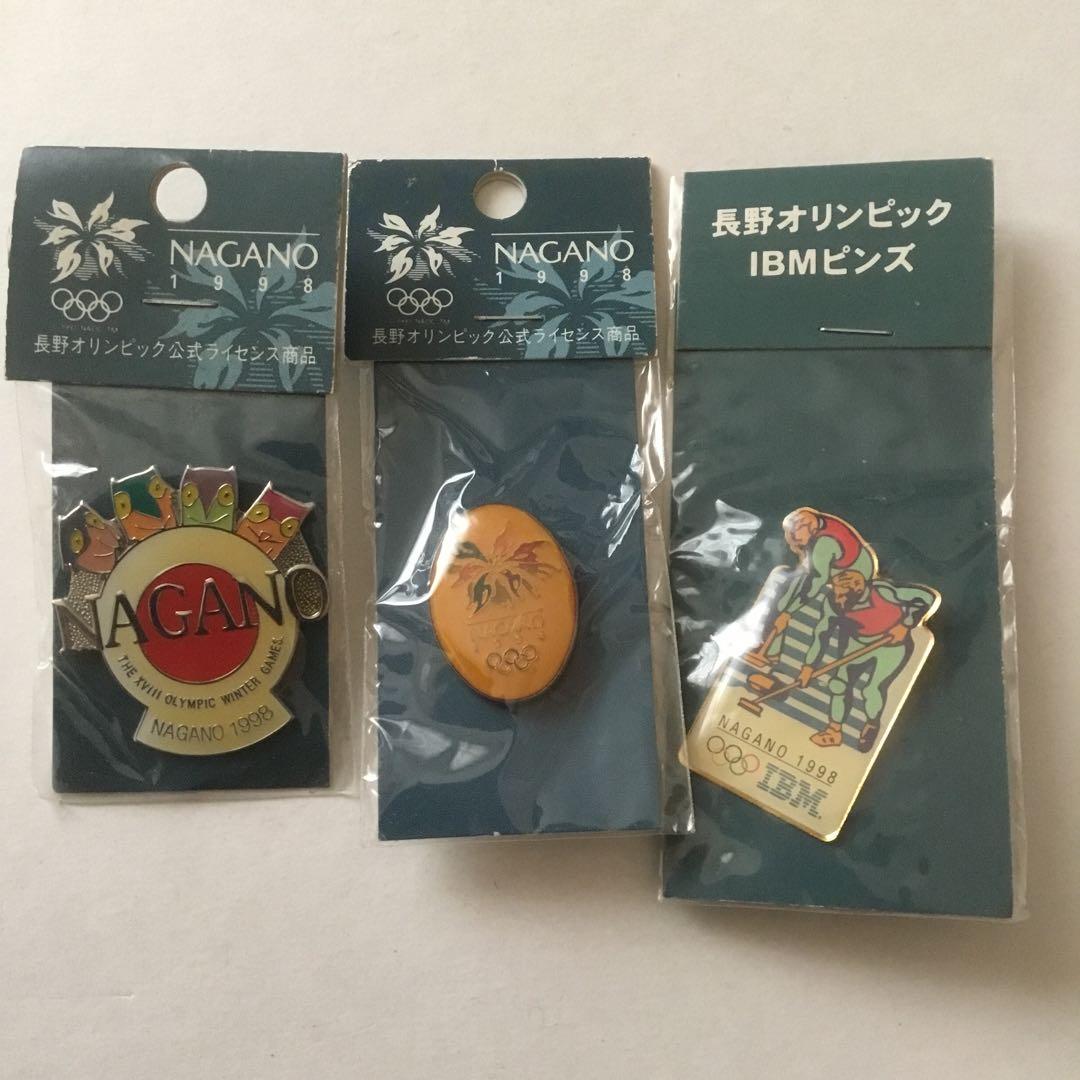 NAGANO
1998
長野オリンピック公式ライセンス商品
NAGANO
THE XVIII OLYMPIC WINTER GAMES
NAGANO 1998
NAGANO
1998
長野オリンピック公式ライセンス商品
NAGANO
長野オリンピック
IBMピンズ
NAGANO 1998
IBM